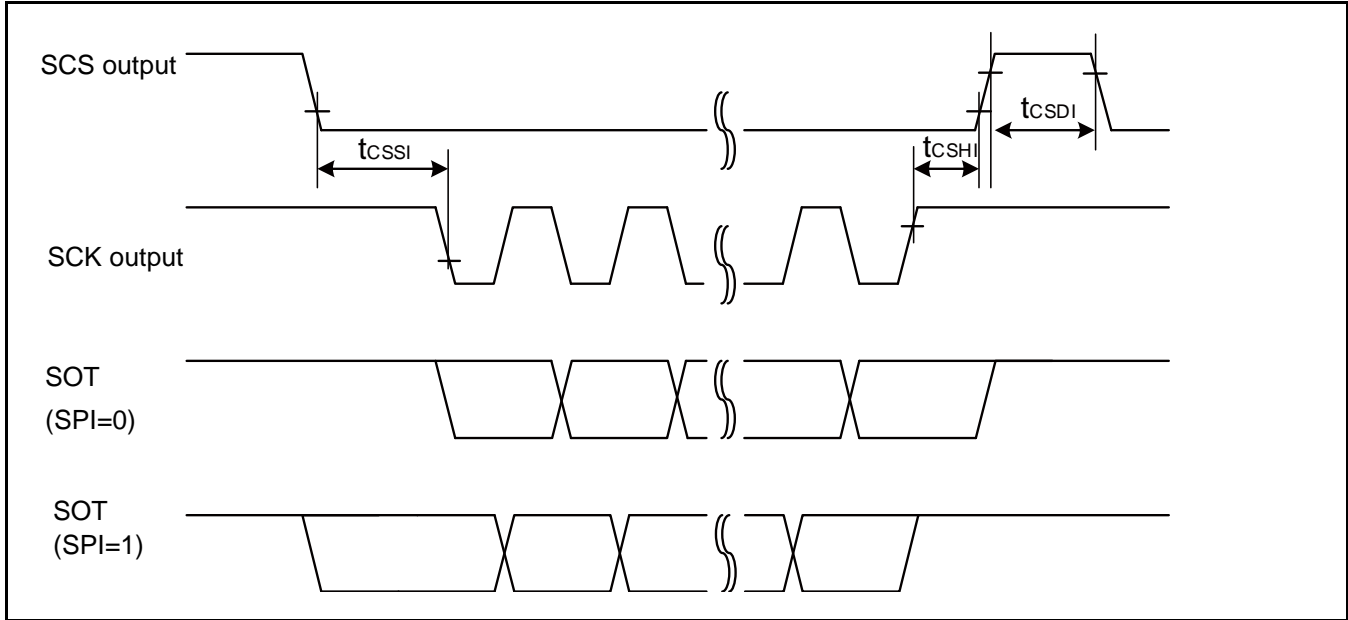 SCS output
tCSDI
tCSSI
tCSHI
SCK output
SOT
(SPI=0)
SOT
(SPI=1)